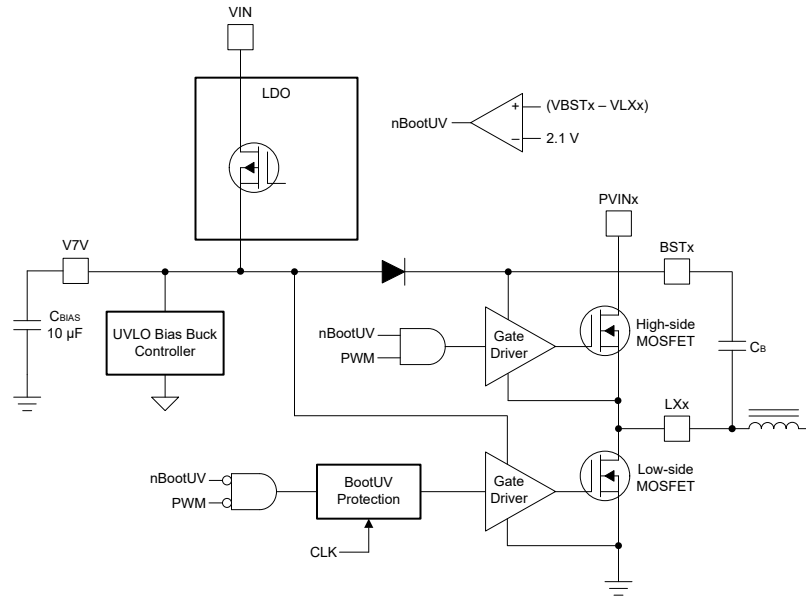 VIN
LDO
nBootUV
(VBSTx – VLXx)
+
–
2.1 V
PVINx
V7V
BSTx
CBIAS
10 µF
UVLO Bias Buck
Controller
nBootUV
PWM
Gate
Driver
High-side
MOSFET
CB
LXx
nBootUV
PWM
BootUV
Protection
Gate
Driver
Low-side
MOSFET
CLK